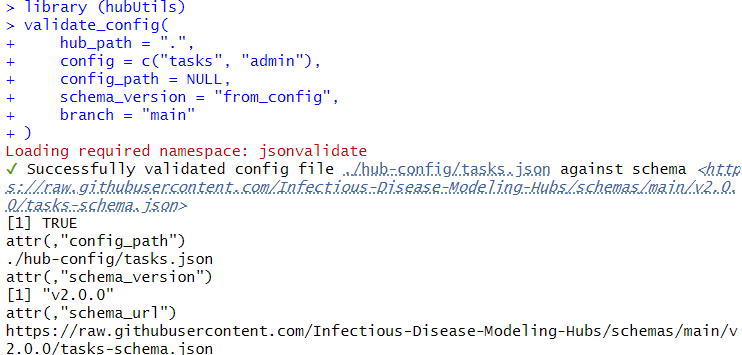 > library (hubUtils)
> validate_config(
+     hub_path = ".",
+     config = c("tasks", "admin"),
+     config_path = NULL,
+     schema_version = "from_config",
+     branch = "main"
+ )
Loading required namespace: jsonvalidate
✔ Successfully validated config file ./hub-config/tasks.json against schema <http
s://raw.githubusercontent.com/Infectious-Disease-Modeling-Hubs/schemas/main/v2.0.
0/tasks-schema.json>
[1] TRUE
attr(,"config_path")
./hub-config/tasks.json
attr(,"schema_version")
[1] "v2.0.0"
attr(,"schema_url")
https://raw.githubusercontent.com/Infectious-Disease-Modeling-Hubs/schemas/main/v
2.0.0/tasks-schema.json